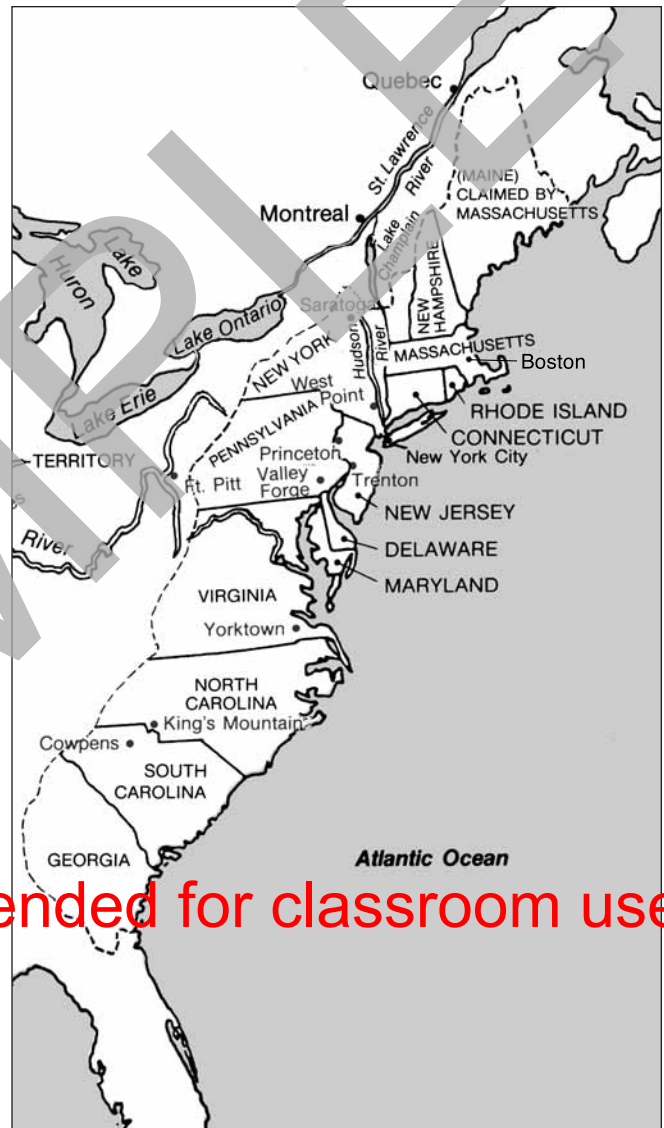 Quebec
St. Lawrence
River
(MAINE)
CLAIMED BY
MASSACHUSETTS
Montreal
Lake
Champlain
Lake
Huron
NEW
HAMPSHIRE
Saratoga
Lake Ontario
Hudson
River
NEW YORK
MASSACHUSETTS
Boston
West
Point
Lake Erie
RHODE ISLAND
PENNSYLVANIA
CONNECTICUT
Princeton
New York City
TERRITORY
Valley
Forge
Trenton
Ft. Pitt
NEW JERSEY
River
DELAWARE
MARYLAND
VIRGINIA
Yorktown
NORTH
CAROLINA
King's Mountain
Cowpens
SOUTH
CAROLINA
GEORGIA
Atlantic Ocean
ended for classroom use